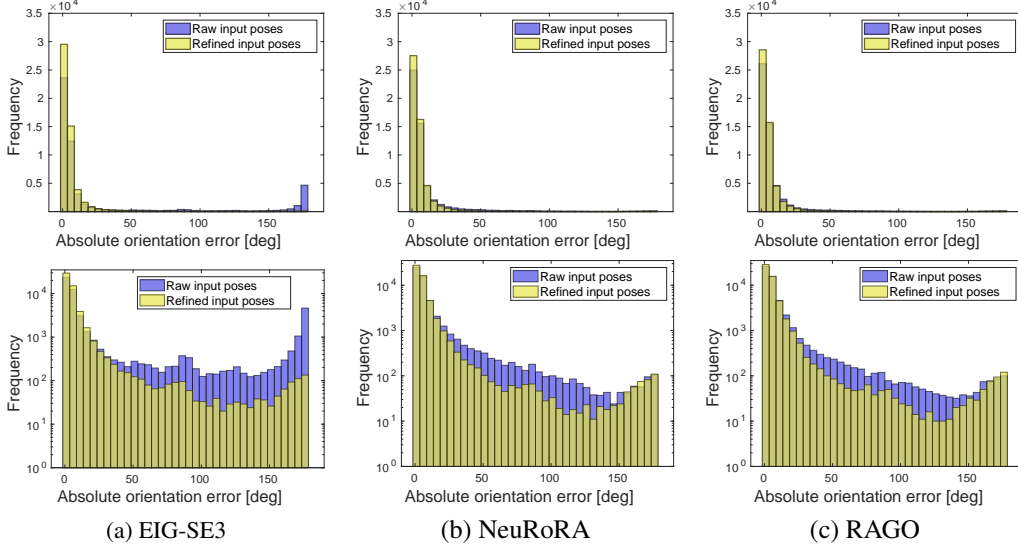 ×10⁴
×10⁴
×10⁴
3.5
3
2.5
2
1.5
1
0.5
Frequency
Raw input poses
Refined input poses
0
50
100
150
Absolute orientation error [deg]
3.5
3
2.5
2
1.5
1
0.5
Frequency
Raw input poses
Refined input poses
0
50
100
150
Absolute orientation error [deg]
3.5
3
2.5
2
1.5
1
0.5
Frequency
Raw input poses
Refined input poses
0
50
100
150
Absolute orientation error [deg]
10⁴
10³
10²
10¹
10⁰
Frequency
Raw input poses
Refined input poses
0
50
100
150
Absolute orientation error [deg]
10⁴
10³
10²
10¹
10⁰
Frequency
Raw input poses
Refined input poses
0
50
100
150
Absolute orientation error [deg]
10⁴
10³
10²
10¹
10⁰
Frequency
Raw input poses
Refined input poses
0
50
100
150
Absolute orientation error [deg]
(a) EIG-SE3
(b) NeuRoRA
(c) RAGO